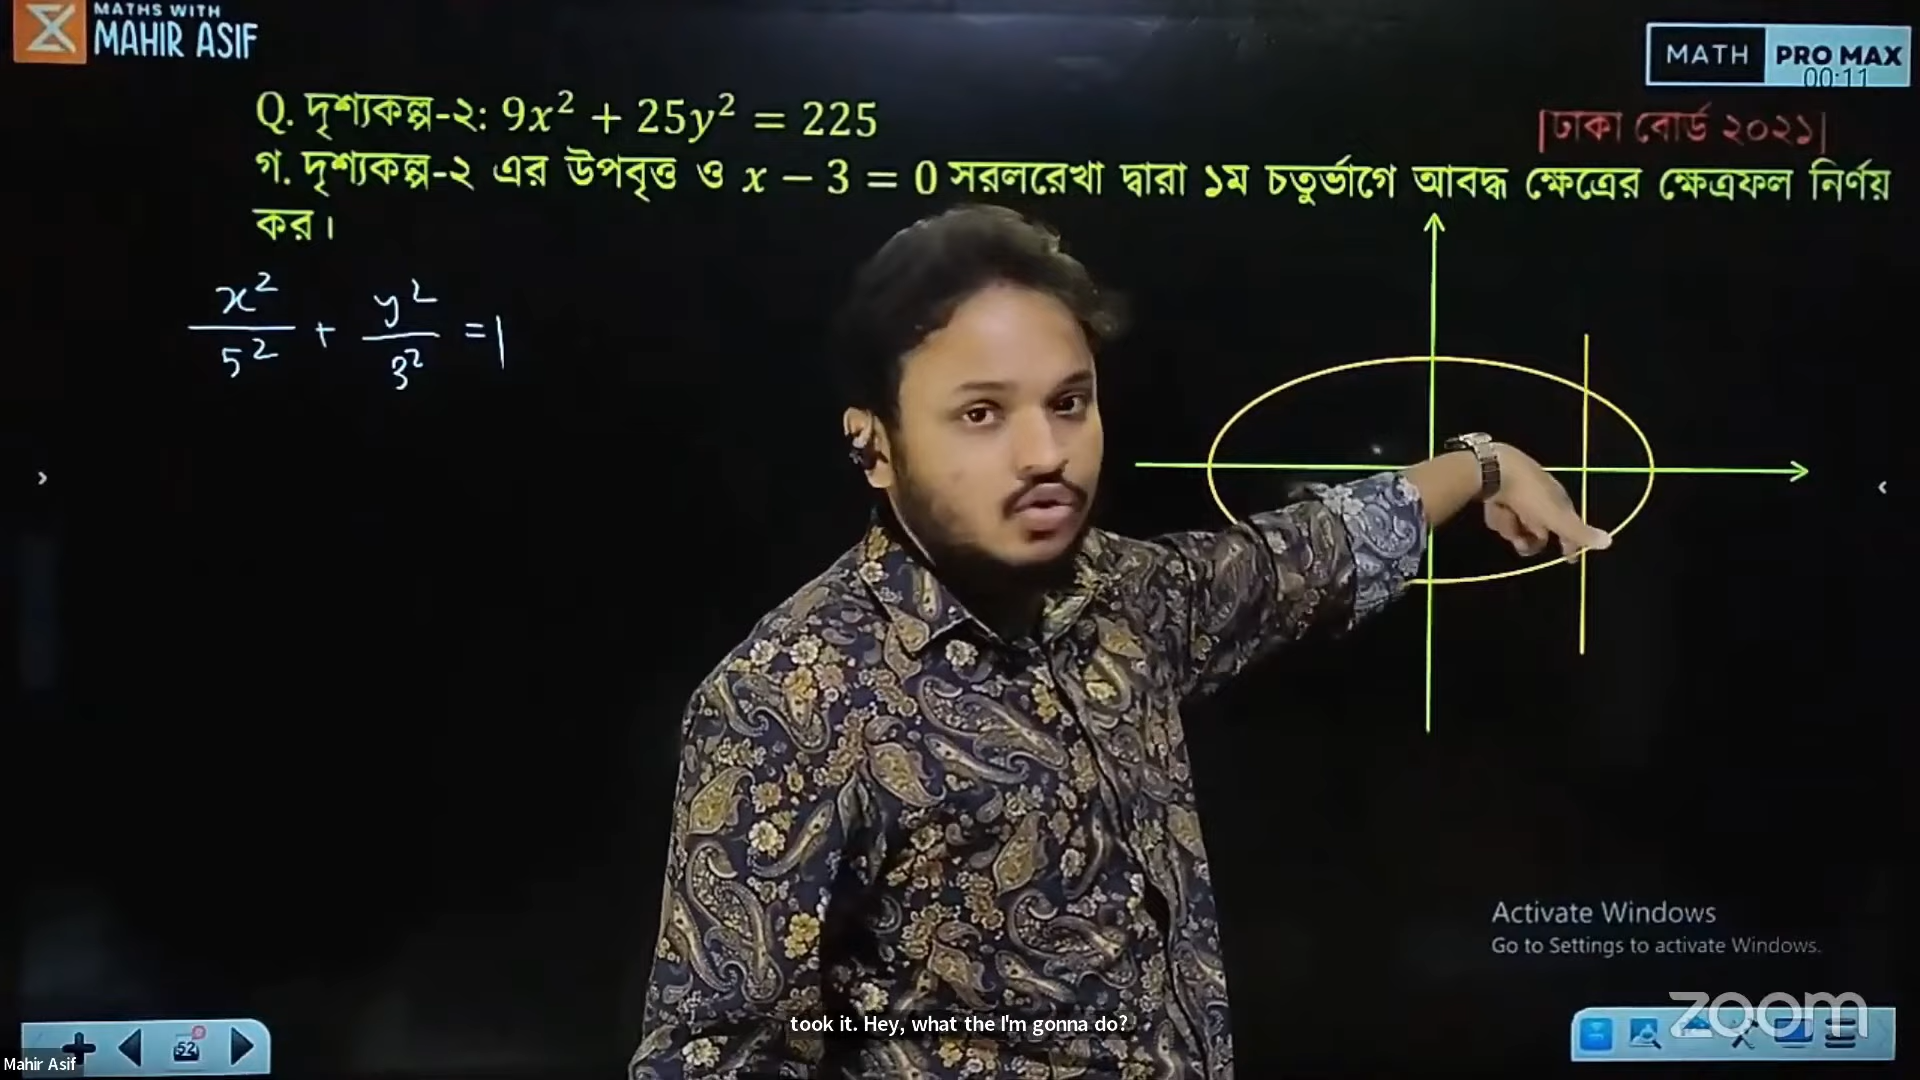 MATHS WITH
MAHIR ASIF
MATH PRO MAX
00:11
Q. দৃশ্যকল্প-২: 9x² + 25y² = 225
[ঢাকা বোর্ড ২০২১]
গ. দৃশ্যকল্প-২ এর উপবৃত্ত ও x − 3 = 0 সরলরেখা দ্বারা ১ম চতুর্ভাগে আবদ্ধ ক্ষেত্রের ক্ষেত্রফল নির্ণয়
কর।
x²/5² + y²/3² = 1
Activate Windows
Go to Settings to activate Windows.
zoom
took it. Hey, what the I'm gonna do?
52
Mahir Asif